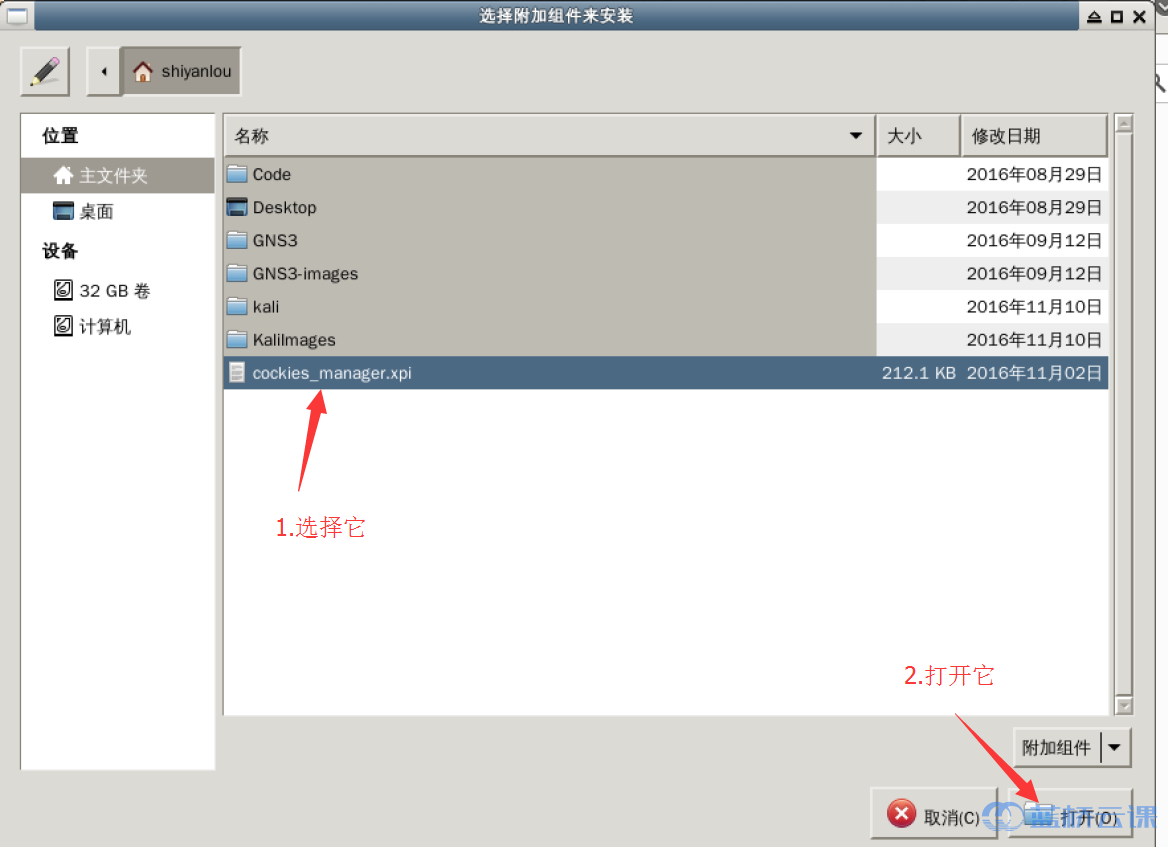 选择附加组件来安装
shiyanlou
位置
主文件夹
桌面
设备
32 GB 卷
计算机
名称 大小 修改日期
Code 2016年08月29日
Desktop 2016年08月29日
GNS3 2016年09月12日
GNS3-images 2016年09月12日
kali 2016年11月10日
KaliImages 2016年11月10日
cockies_manager.xpi 212.1 KB 2016年11月02日
1.选择它
2.打开它
附加组件
取消(C) 打开(O)
蓝桥云课